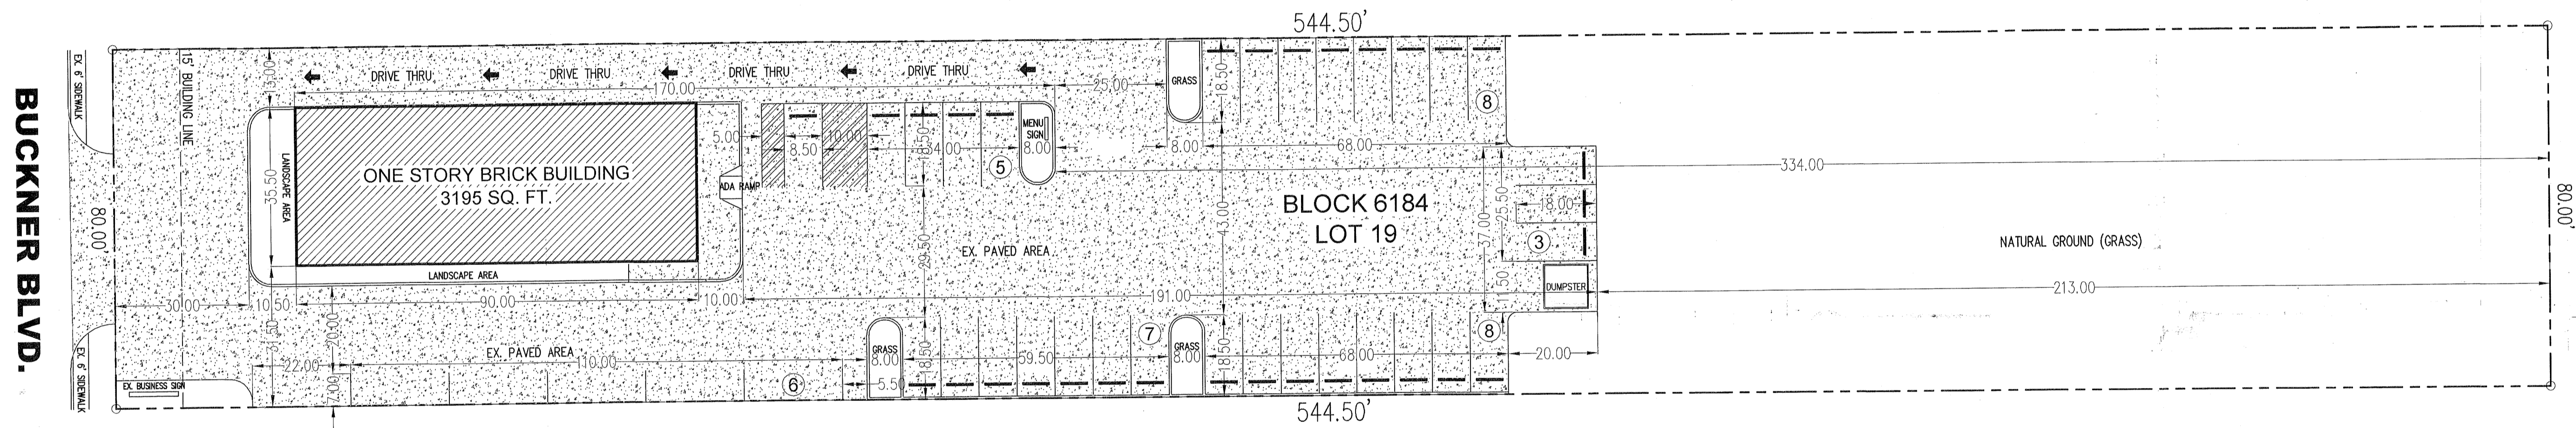 544.50'
BUCKNER BLVD.
EX. 6' SIDEWALK
15' BUILDING LINE
DRIVE THRU
DRIVE THRU
DRIVE THRU
DRIVE THRU
170.00
25.00
GRASS
18.50
8
LANDSCAPE AREA
35.50
ONE STORY BRICK BUILDING
3195 SQ. FT.
5.00
8.50
10.00
18.50
34.00
MENU
SIGN
8.00
5
8.00
68.00
334.00
ADA RAMP
BLOCK 6184
LOT 19
18.00
25.50
37.00
3
80.00'
80.00'
NATURAL GROUND (GRASS)
EX. PAVED AREA
29.50
LANDSCAPE AREA
30.00
10.50
90.00
10.00
191.00
DUMPSTER
11.50
213.00
20.00
EX. PAVED AREA
22.00
110.00
GRASS
8.00
18.50
59.50
7
GRASS
8.00
18.50
68.00
8
20.00
EX. 6' SIDEWALK
EX. BUSINESS SIGN
7.00
6
5.50
544.50'